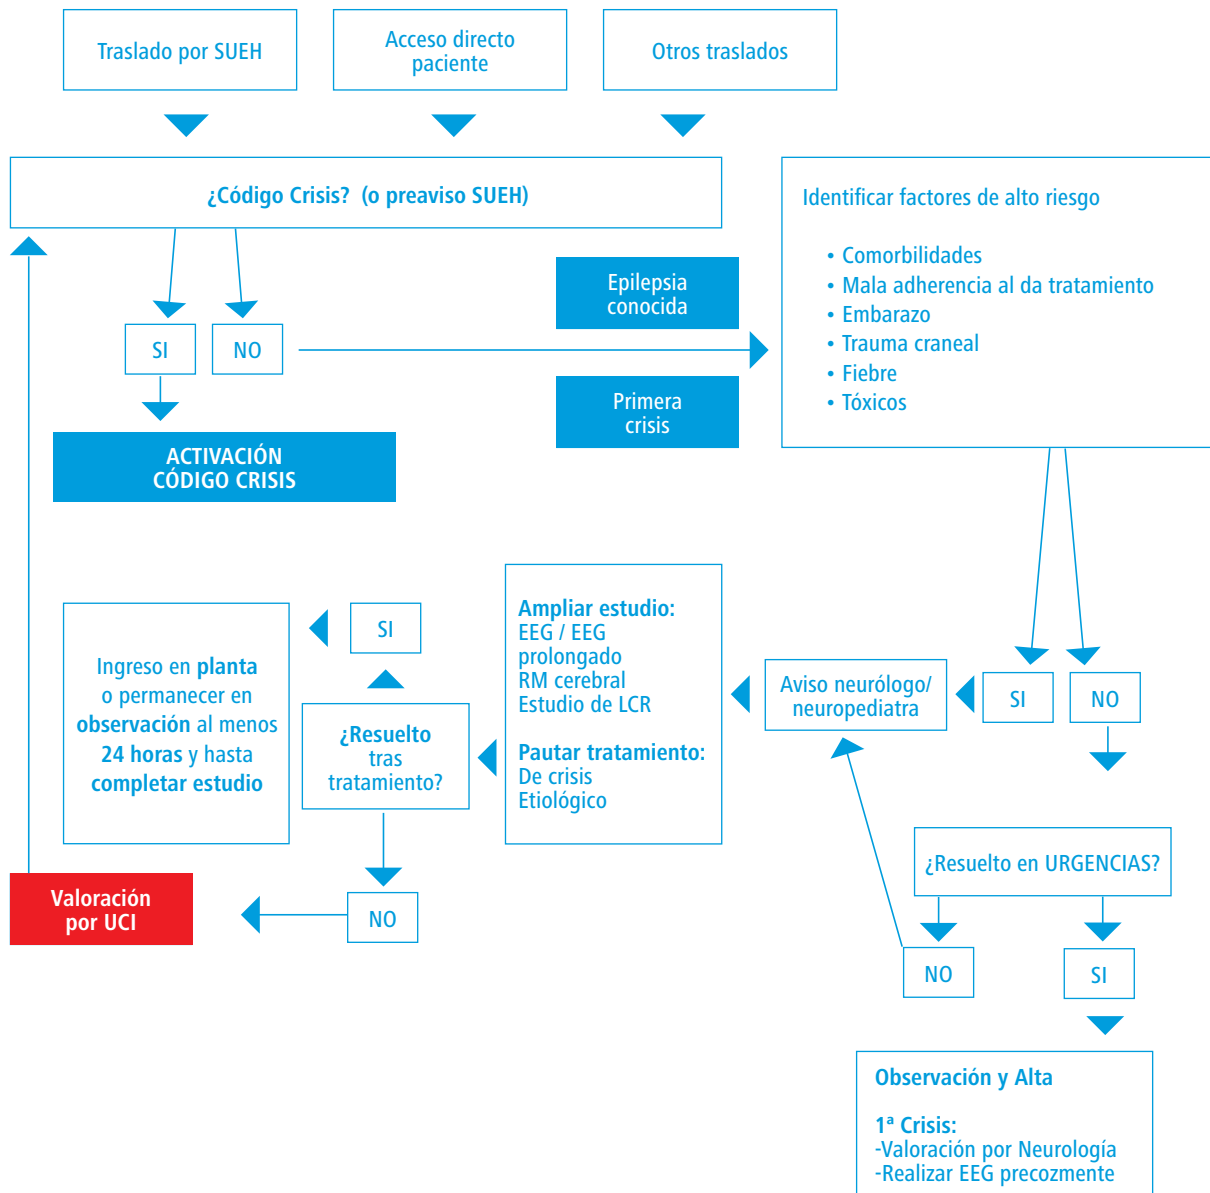 Traslado por SUEH
Acceso directo
paciente
Otros traslados
¿Código Crisis? (o preaviso SUEH)
Identificar factores de alto riesgo
• Comorbilidades
• Mala adherencia al da tratamiento
• Embarazo
• Trauma craneal
• Fiebre
• Tóxicos
Epilepsia
conocida
SI
NO
Primera
crisis
ACTIVACIÓN
CÓDIGO CRISIS
Ingreso en planta
o permanecer en
observación al menos
24 horas y hasta
completar estudio
SI
¿Resuelto
tras
tratamiento?
NO
Ampliar estudio:
EEG / EEG
prolongado
RM cerebral
Estudio de LCR
Pautar tratamiento:
De crisis
Etiológico
Aviso neurólogo/
neuropediatra
SI
NO
Valoración
por UCI
¿Resuelto en URGENCIAS?
NO
SI
Observación y Alta
1ª Crisis:
-Valoración por Neurología
-Realizar EEG precozmente